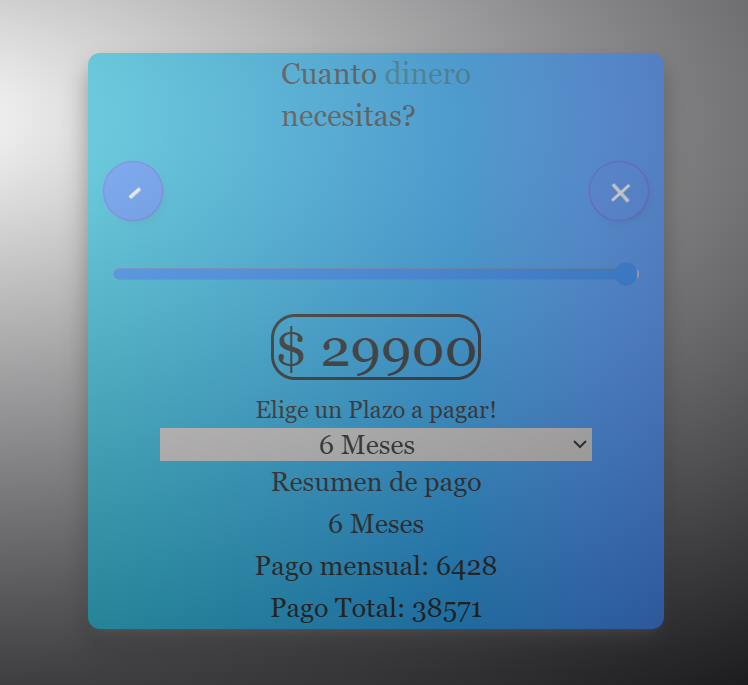 Cuanto dinero
necesitas?
$ 29900
Elige un Plazo a pagar!
6 Meses
Resumen de pago
6 Meses
Pago mensual: 6428
Pago Total: 38571